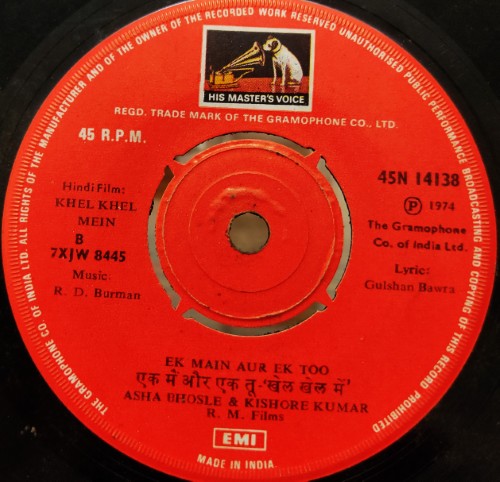 THE GRAMOPHONE CO. OF INDIA LTD. ALL RIGHTS OF THE MANUFACTURER AND OF THE OWNER OF THE RECORDED WORK RESERVED UNAUTHORISED PUBLIC PERFORMANCE BROADCASTING AND COPYING OF THIS RECORD PROHIBITED
HIS MASTER'S VOICE
REGD. TRADE MARK OF THE GRAMOPHONE CO., LTD.
45 R.P.M.
Hindi Film:
KHEL KHEL
MEIN
B
7XJW 8445
Music:
R. D. Burman
45N 14138
Ⓟ 1974
The Gramophone
Co. of India Ltd.
Lyric:
Gulshan Bawra
EK MAIN AUR EK TOO
एक में और एक तू-'खेल खेल में'
ASHA BHOSLE & KISHORE KUMAR
R. M. Films
EMI
MADE IN INDIA.